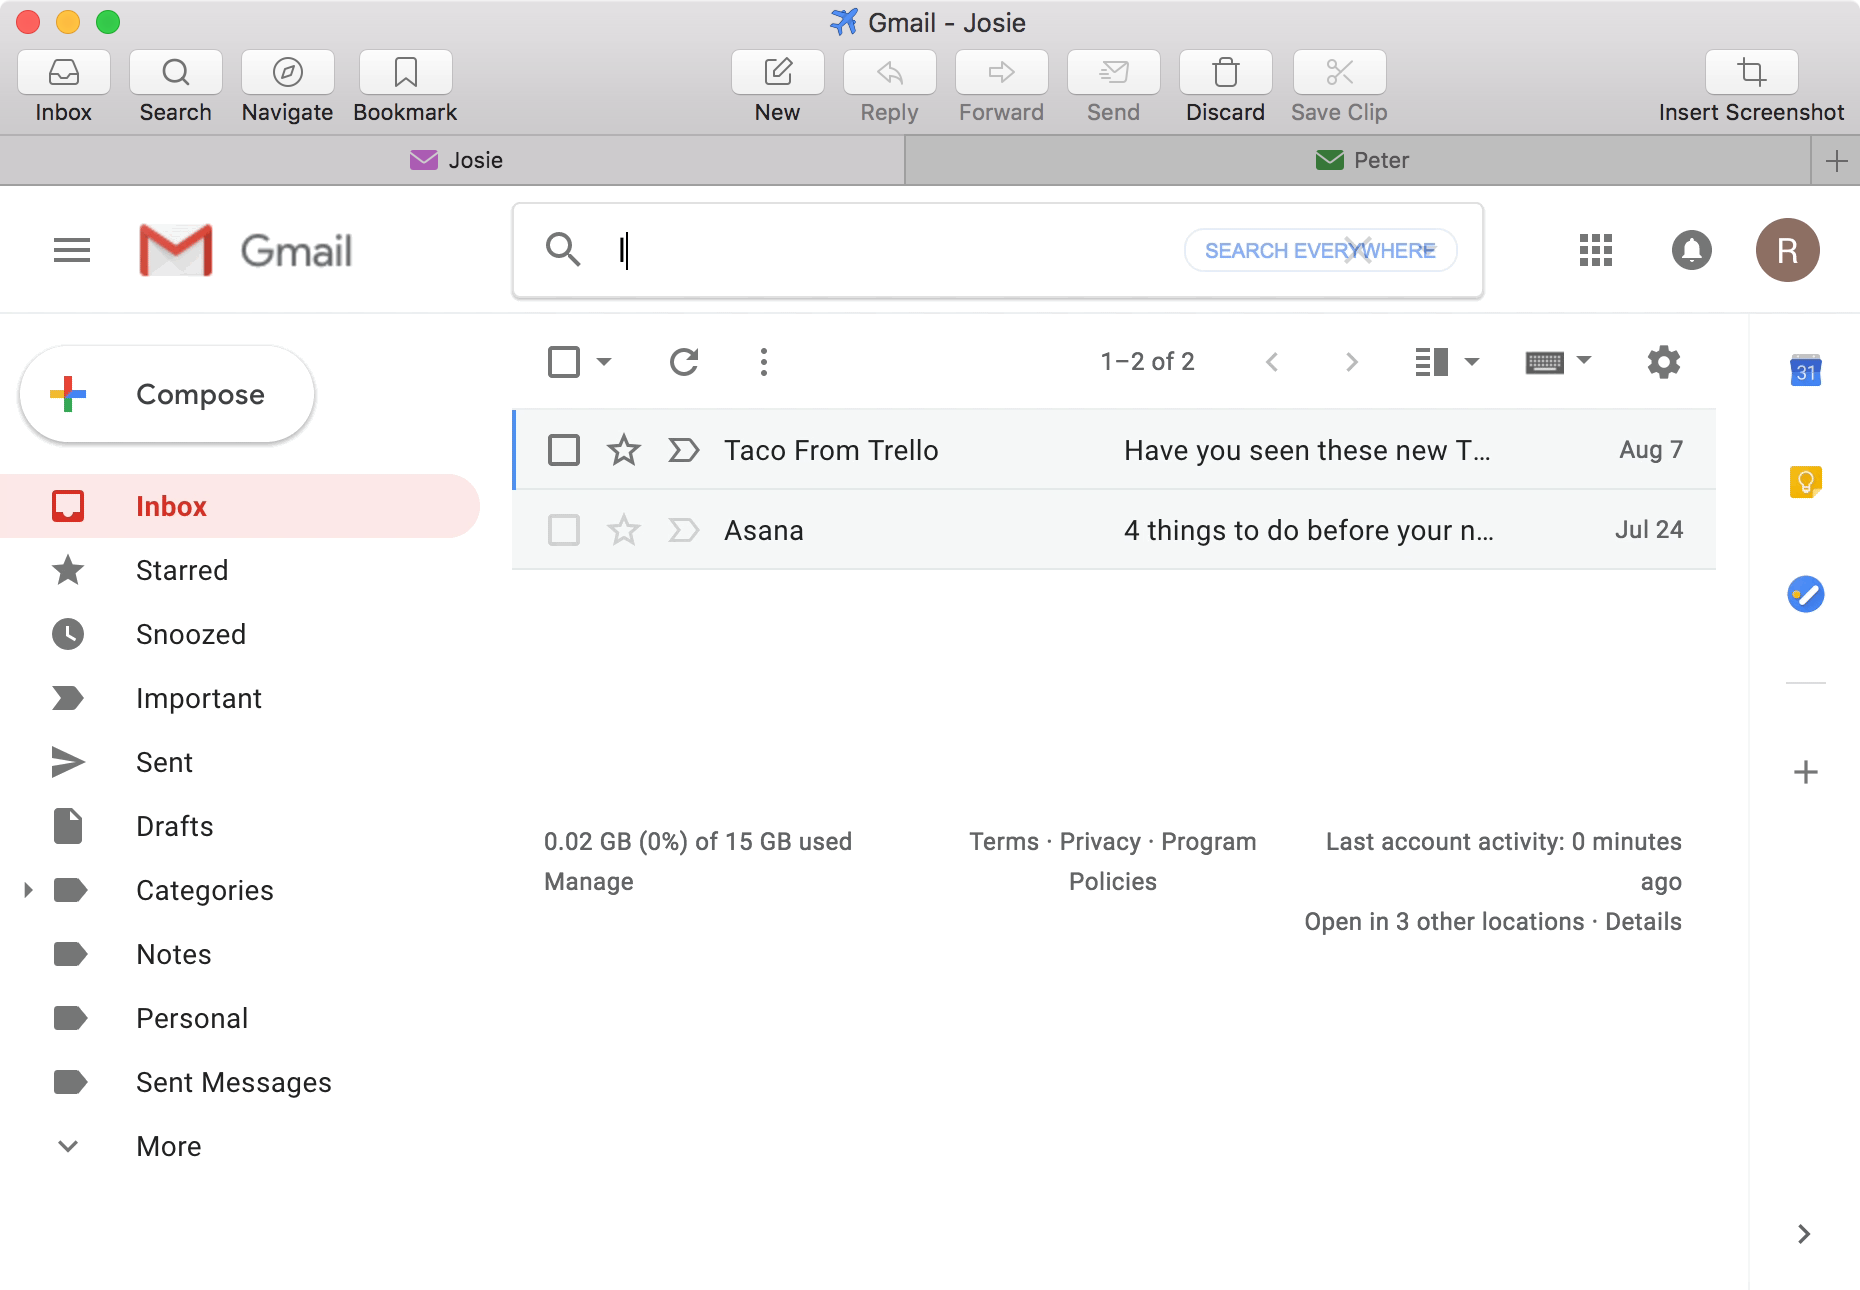 Gmail - Josie
Inbox Search Navigate Bookmark New Reply Forward Send Discard Save Clip Insert Screenshot
Josie Peter
Gmail
l SEARCH EVERYWHERE
R
Compose
1–2 of 2
31
Taco From Trello Have you seen these new T... Aug 7
Asana 4 things to do before your n... Jul 24
Inbox
Starred
Snoozed
Important
Sent
Drafts
Categories
Notes
Personal
Sent Messages
More
0.02 GB (0%) of 15 GB used
Manage
Terms · Privacy · Program
Policies
Last account activity: 0 minutes
ago
Open in 3 other locations · Details